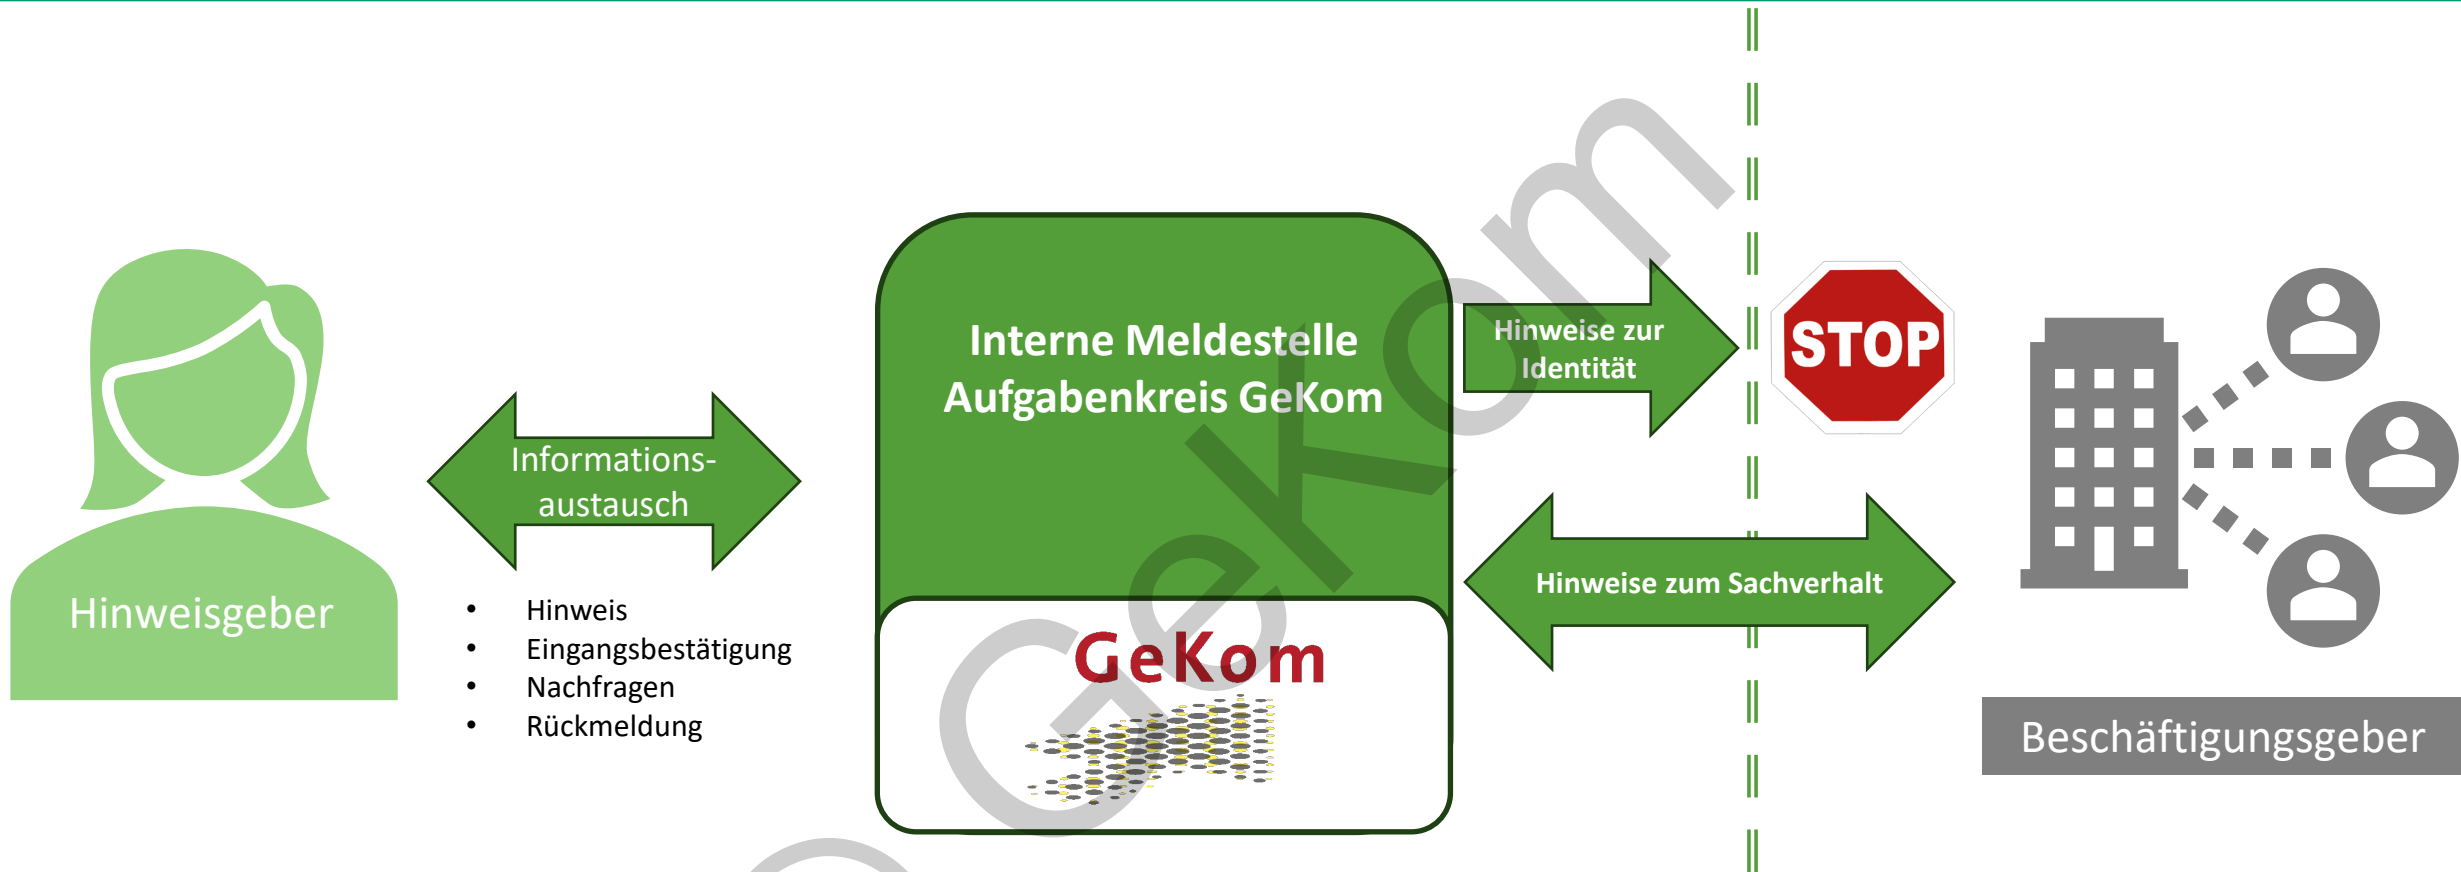 Hinweisgeber
Informations-
austausch
• Hinweis
• Eingangsbestätigung
• Nachfragen
• Rückmeldung
Interne Meldestelle
Aufgabenkreis GeKom
GeKom
Hinweise zur
Identität
STOP
Hinweise zum Sachverhalt
Beschäftigungsgeber
GeKom